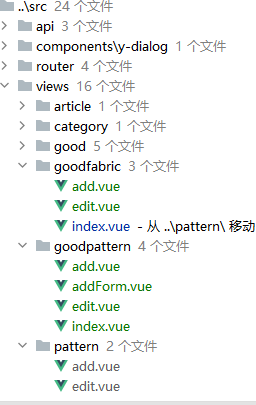 ..\src 24 个文件
api 3 个文件
components\y-dialog 1 个文件
router 4 个文件
views 16 个文件
article 1 个文件
category 1 个文件
good 5 个文件
goodfabric 3 个文件
add.vue
edit.vue
index.vue - 从 ..\pattern\ 移动
goodpattern 4 个文件
add.vue
addForm.vue
edit.vue
index.vue
pattern 2 个文件
add.vue
edit.vue